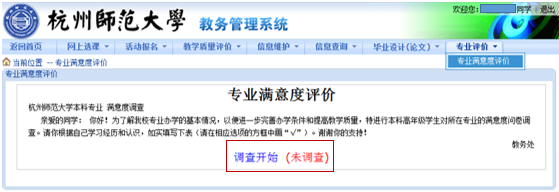 欢迎您: 同学 退出
杭州师范大學 教务管理系统
返回首页 网上选课 活动报名 教学质量评价 信息维护 信息查询 毕业设计(论文) 专业评价
专业满意度评价
当前位置 -- 专业满意度评价
专业满意度评价
专业满意度评价
杭州师范大学本科专业 满意度调查
亲爱的同学: 你好！为了解我校专业办学的基本情况，以便进一步完善办学条件和提高教学质量，特进行本科高年级学生对所在专业的满意度问卷调
查。请你根据自己学习经历和认识，如实填写下表（请在相应选项的方框中画“√”）。谢谢你的支持！
教务处
调查开始 (未调查)